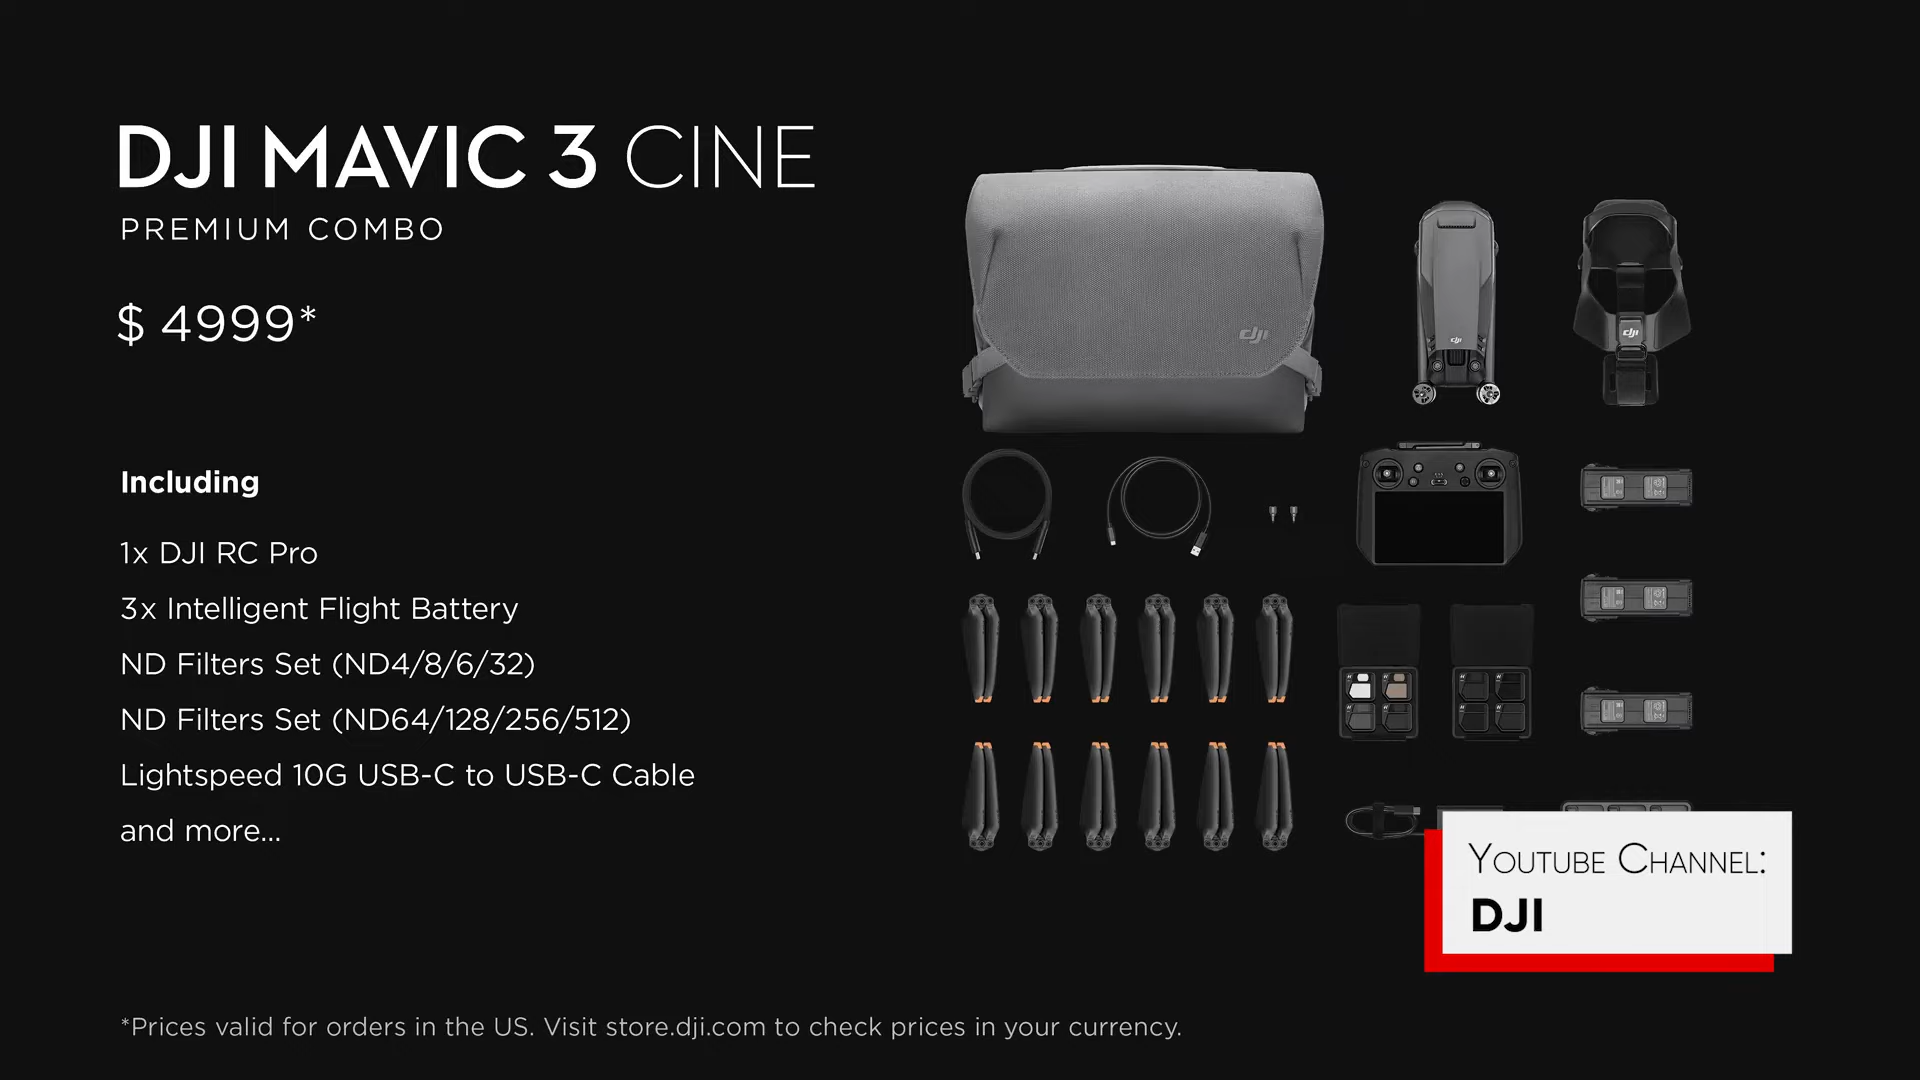 DJI MAVIC 3 CINE
PREMIUM COMBO
$ 4999*
Including
1x DJI RC Pro
3x Intelligent Flight Battery
ND Filters Set (ND4/8/6/32)
ND Filters Set (ND64/128/256/512)
Lightspeed 10G USB-C to USB-C Cable
and more...
dji
dji
dji
YOUTUBE CHANNEL:
DJI
*Prices valid for orders in the US. Visit store.dji.com to check prices in your currency.